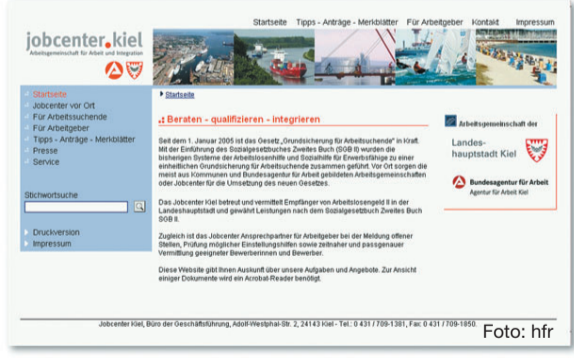 Startseite Tipps - Anträge - Merkblätter Für Arbeitgeber Kontakt Impressum
jobcenter.kiel
Arbeitsgemeinschaft für Arbeit und Integration
Startseite
Jobcenter vor Ort
Für Arbeitssuchende
Für Arbeitgeber
Tipps - Anträge - Merkblätter
Presse
Service
Stichwortsuche
Druckversion
Impressum
Startseite
.: Beraten - qualifizieren - integrieren
Seit dem 1. Januar 2005 ist das Gesetz „Grundsicherung für Arbeitsuchende" in Kraft.
Mit der Einführung des Sozialgesetzbuches Zweites Buch (SGB II) wurden die
bisherigen Systeme der Arbeitslosenhilfe und Sozialhilfe für Erwerbsfähige zu einer
einheitlichen Grundsicherung für Arbeitsuchende zusammen geführt. Vor Ort sorgen die
meist aus Kommunen und Bundesagentur für Arbeit gebildeten Arbeitsgemeinschaften
oder Jobcenter für die Umsetzung des neuen Gesetzes.
Das Jobcenter Kiel betreut und vermittelt Empfänger von Arbeitslosengeld II in der
Landeshauptstadt und gewährt Leistungen nach dem Sozialgesetzbuch Zweites Buch
SGB II.
Zugleich ist das Jobcenter Ansprechpartner für Arbeitgeber bei der Meldung offener
Stellen, Prüfung möglicher Einstellungshilfen sowie zeitnaher und passgenauer
Vermittlung geeigneter Bewerberinnen und Bewerber.
Diese Website gibt Ihnen Auskunft über unsere Aufgaben und Angebote. Zur Ansicht
einiger Dokumente wird ein Acrobat-Reader benötigt.
Arbeitsgemeinschaft der
Landes-
hauptstadt Kiel
Bundesagentur für Arbeit
Agentur für Arbeit Kiel
Jobcenter Kiel, Büro der Geschäftsführung, Adolf-Westphal-Str. 2, 24143 Kiel - Tel.: 0 431 / 709-1381, Fax: 0 431 / 709-1850
Foto: hfr